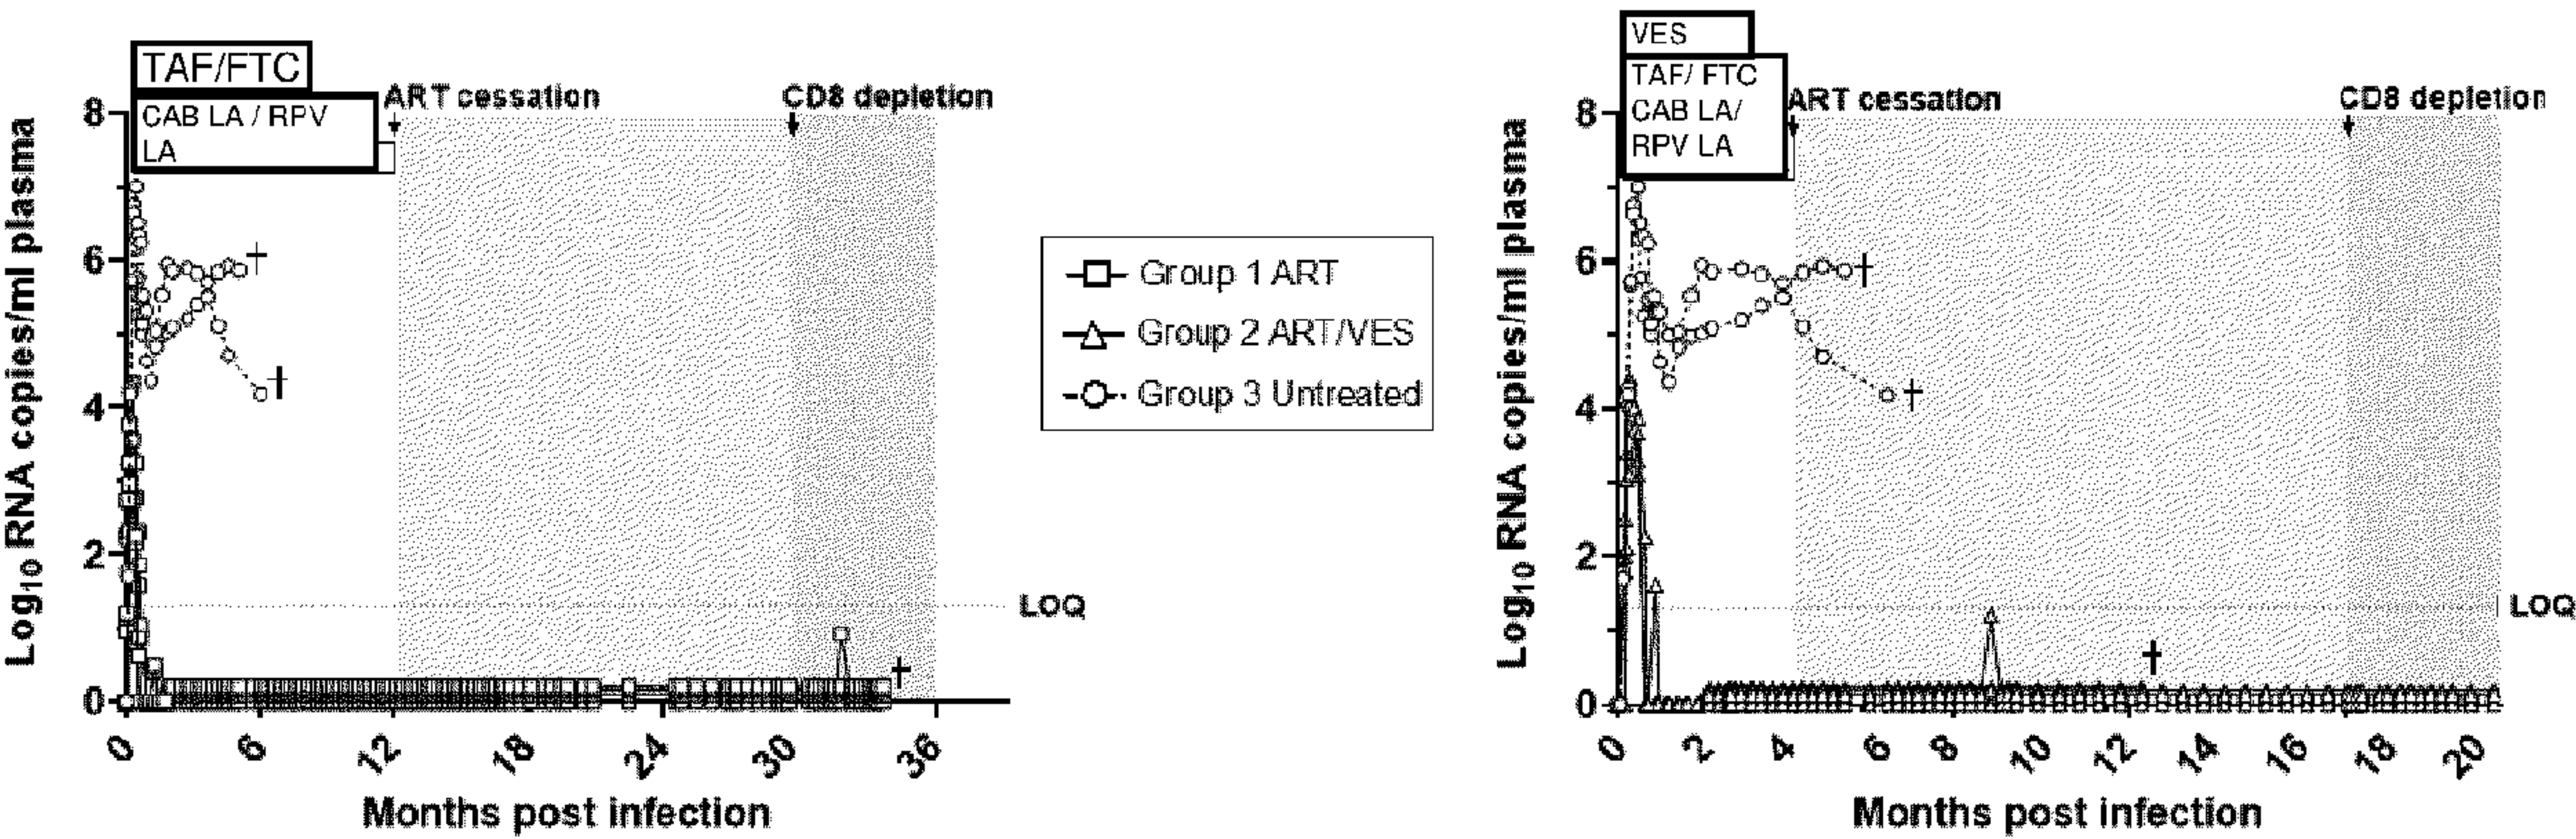 TAF/FTC
CAB LA / RPV
LA
ART cessation
CD8 depletion
Log10 RNA copies/ml plasma
8
6
4
2
0
LOQ
0
6
12
18
24
30
36
Months post infection
Group 1 ART
Group 2 ART/VES
Group 3 Untreated
VES
TAF/ FTC
CAB LA/
RPV LA
ART cessation
CD8 depletion
Log10 RNA copies/ml plasma
8
6
4
2
0
LOQ
0
2
4
6
8
10
12
14
16
18
20
Months post infection